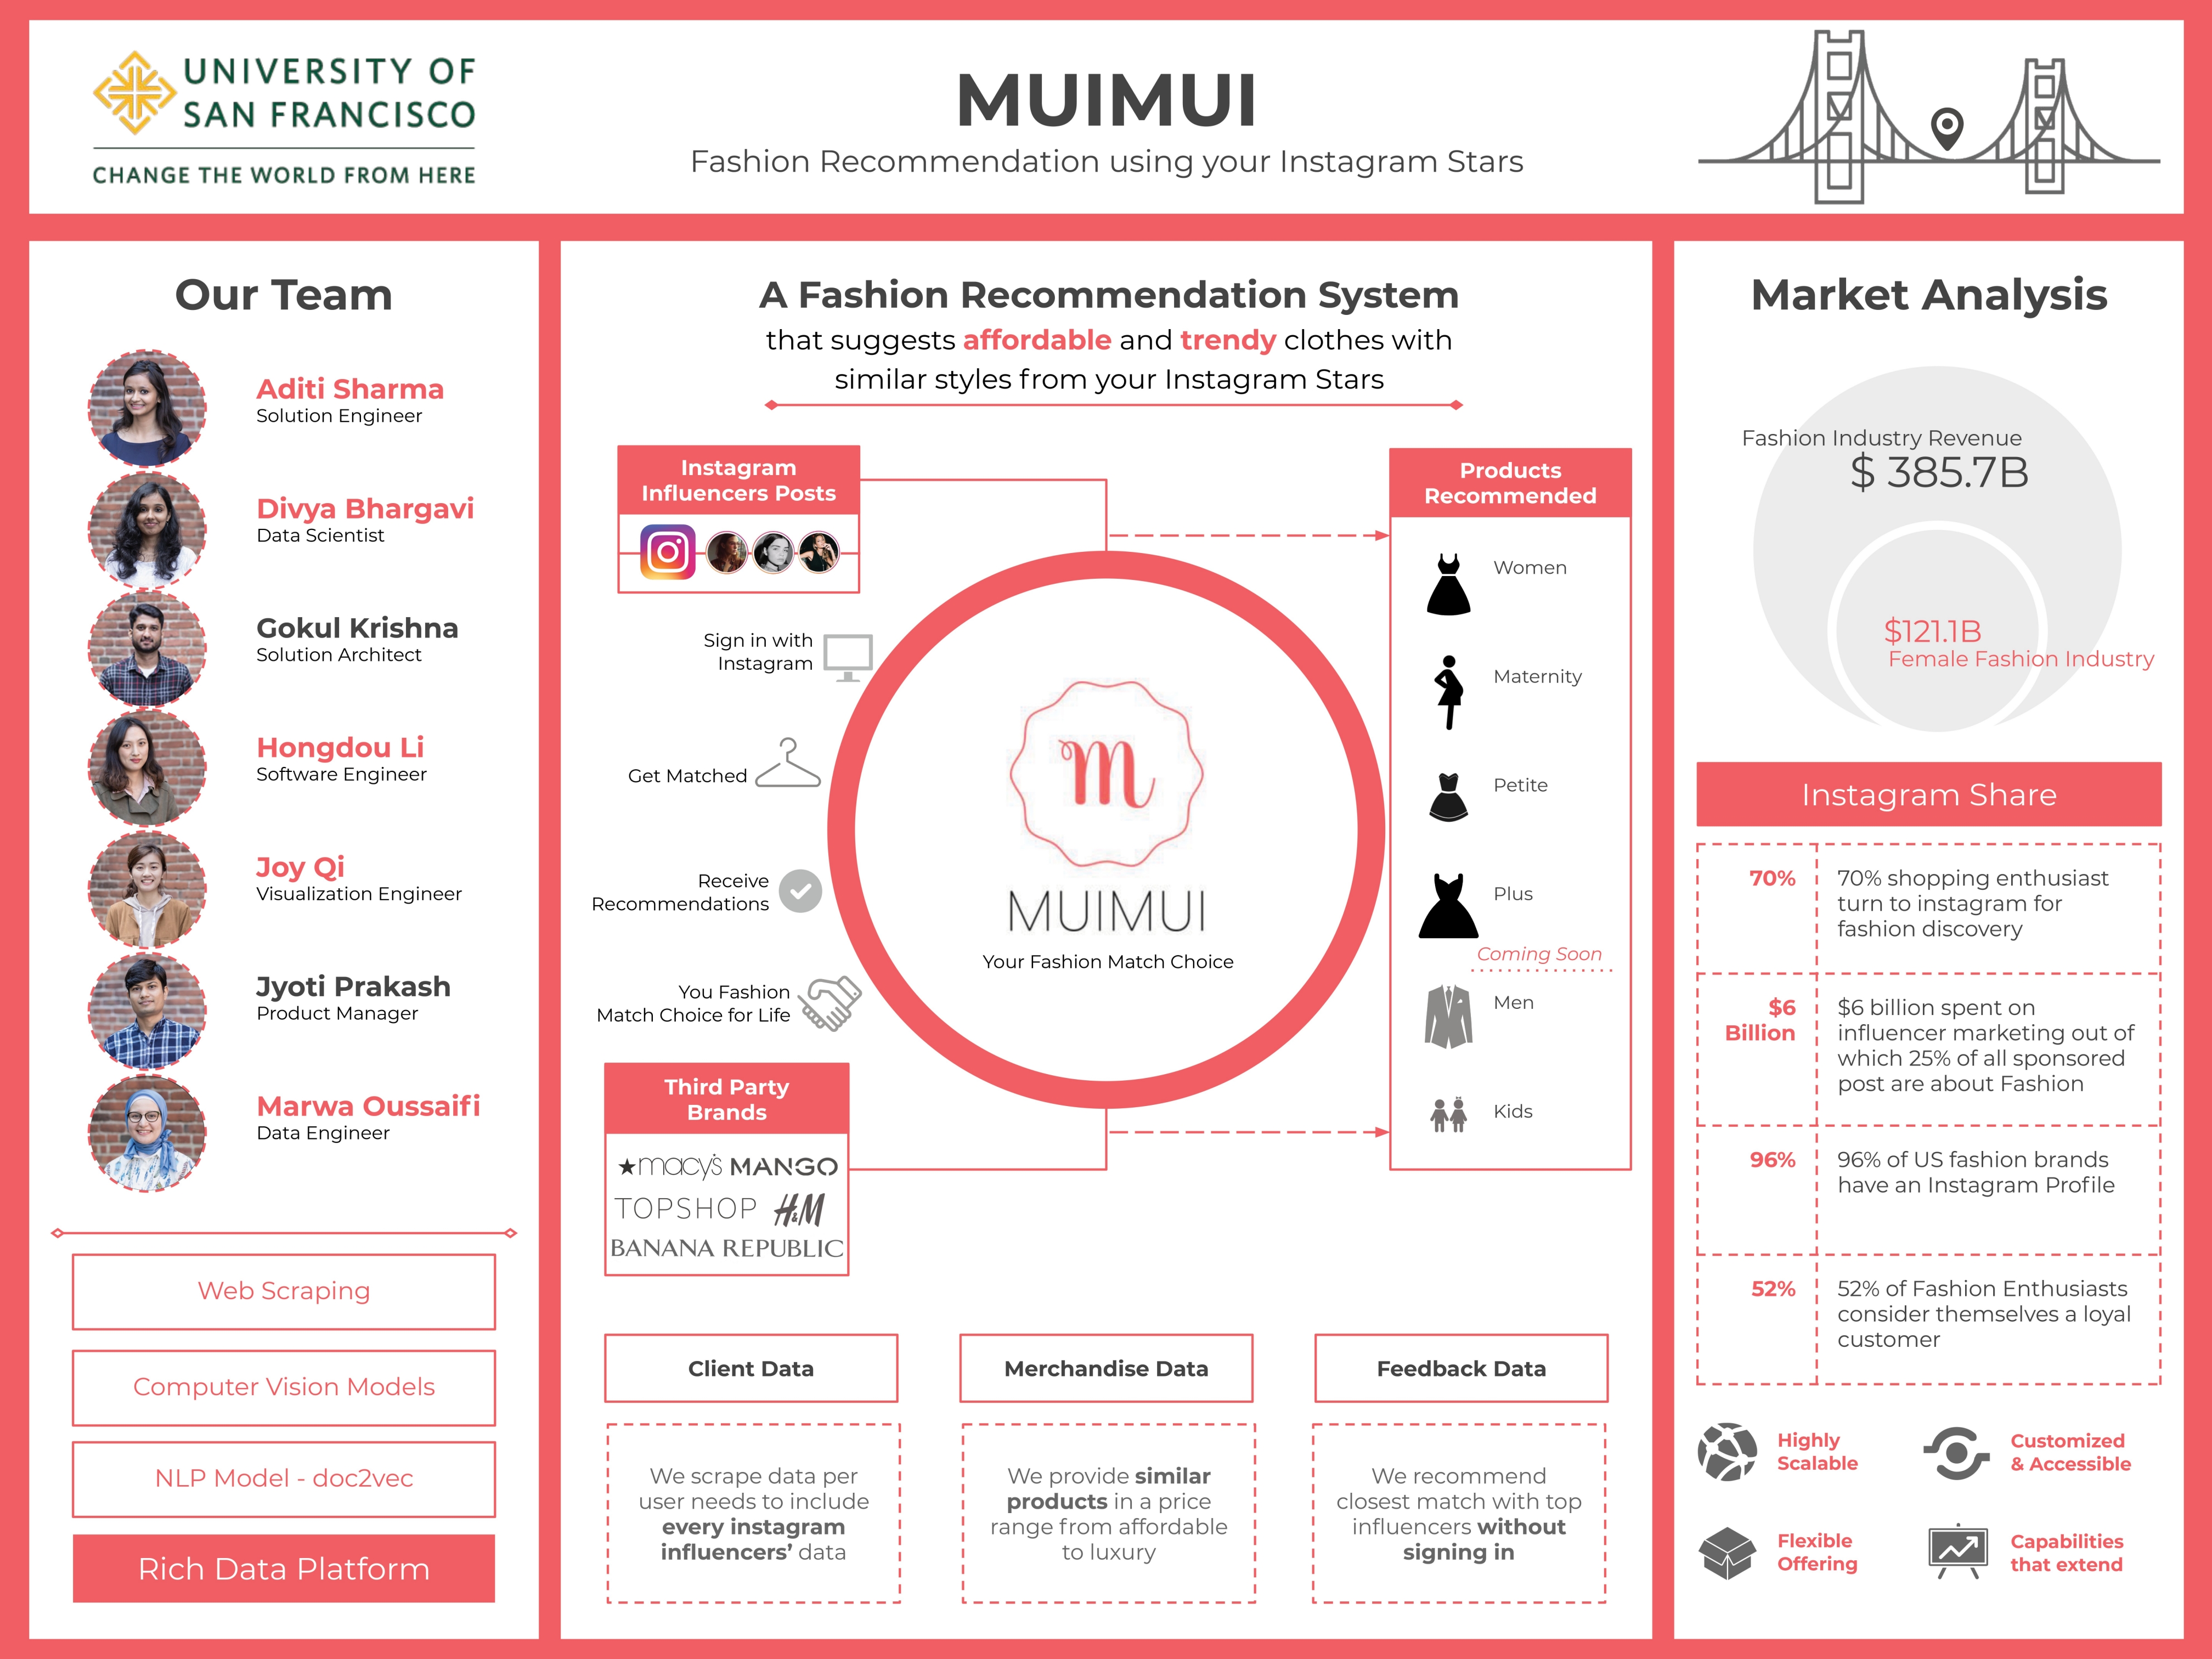 UNIVERSITY OF
SAN FRANCISCO
CHANGE THE WORLD FROM HERE
MUIMUI
Fashion Recommendation using your Instagram Stars
Our Team
Aditi Sharma
Solution Engineer
Divya Bhargavi
Data Scientist
Gokul Krishna
Solution Architect
Hongdou Li
Software Engineer
Joy Qi
Visualization Engineer
Jyoti Prakash
Product Manager
Marwa Oussaifi
Data Engineer
Web Scraping
Computer Vision Models
NLP Model - doc2vec
Rich Data Platform
A Fashion Recommendation System
that suggests affordable and trendy clothes with
similar styles from your Instagram Stars
Instagram
Influencers Posts
Sign in with
Instagram
Get Matched
Receive
Recommendations
You Fashion
Match Choice for Life
Third Party
Brands
★macy's MANGO
TOPSHOP H&M
BANANA REPUBLIC
m
MUIMUI
Your Fashion Match Choice
Products
Recommended
Women
Maternity
Petite
Plus
Coming Soon
Men
Kids
Client Data
We scrape data per
user needs to include
every instagram
influencers' data
Merchandise Data
We provide similar
products in a price
range from affordable
to luxury
Feedback Data
We recommend
closest match with top
influencers without
signing in
Market Analysis
Fashion Industry Revenue
$ 385.7B
$121.1B
Female Fashion Industry
Instagram Share
70%
70% shopping enthusiast
turn to instagram for
fashion discovery
$6
Billion
$6 billion spent on
influencer marketing out of
which 25% of all sponsored
post are about Fashion
96%
96% of US fashion brands
have an Instagram Profile
52%
52% of Fashion Enthusiasts
consider themselves a loyal
customer
Highly
Scalable
Customized
& Accessible
Flexible
Offering
Capabilities
that extend